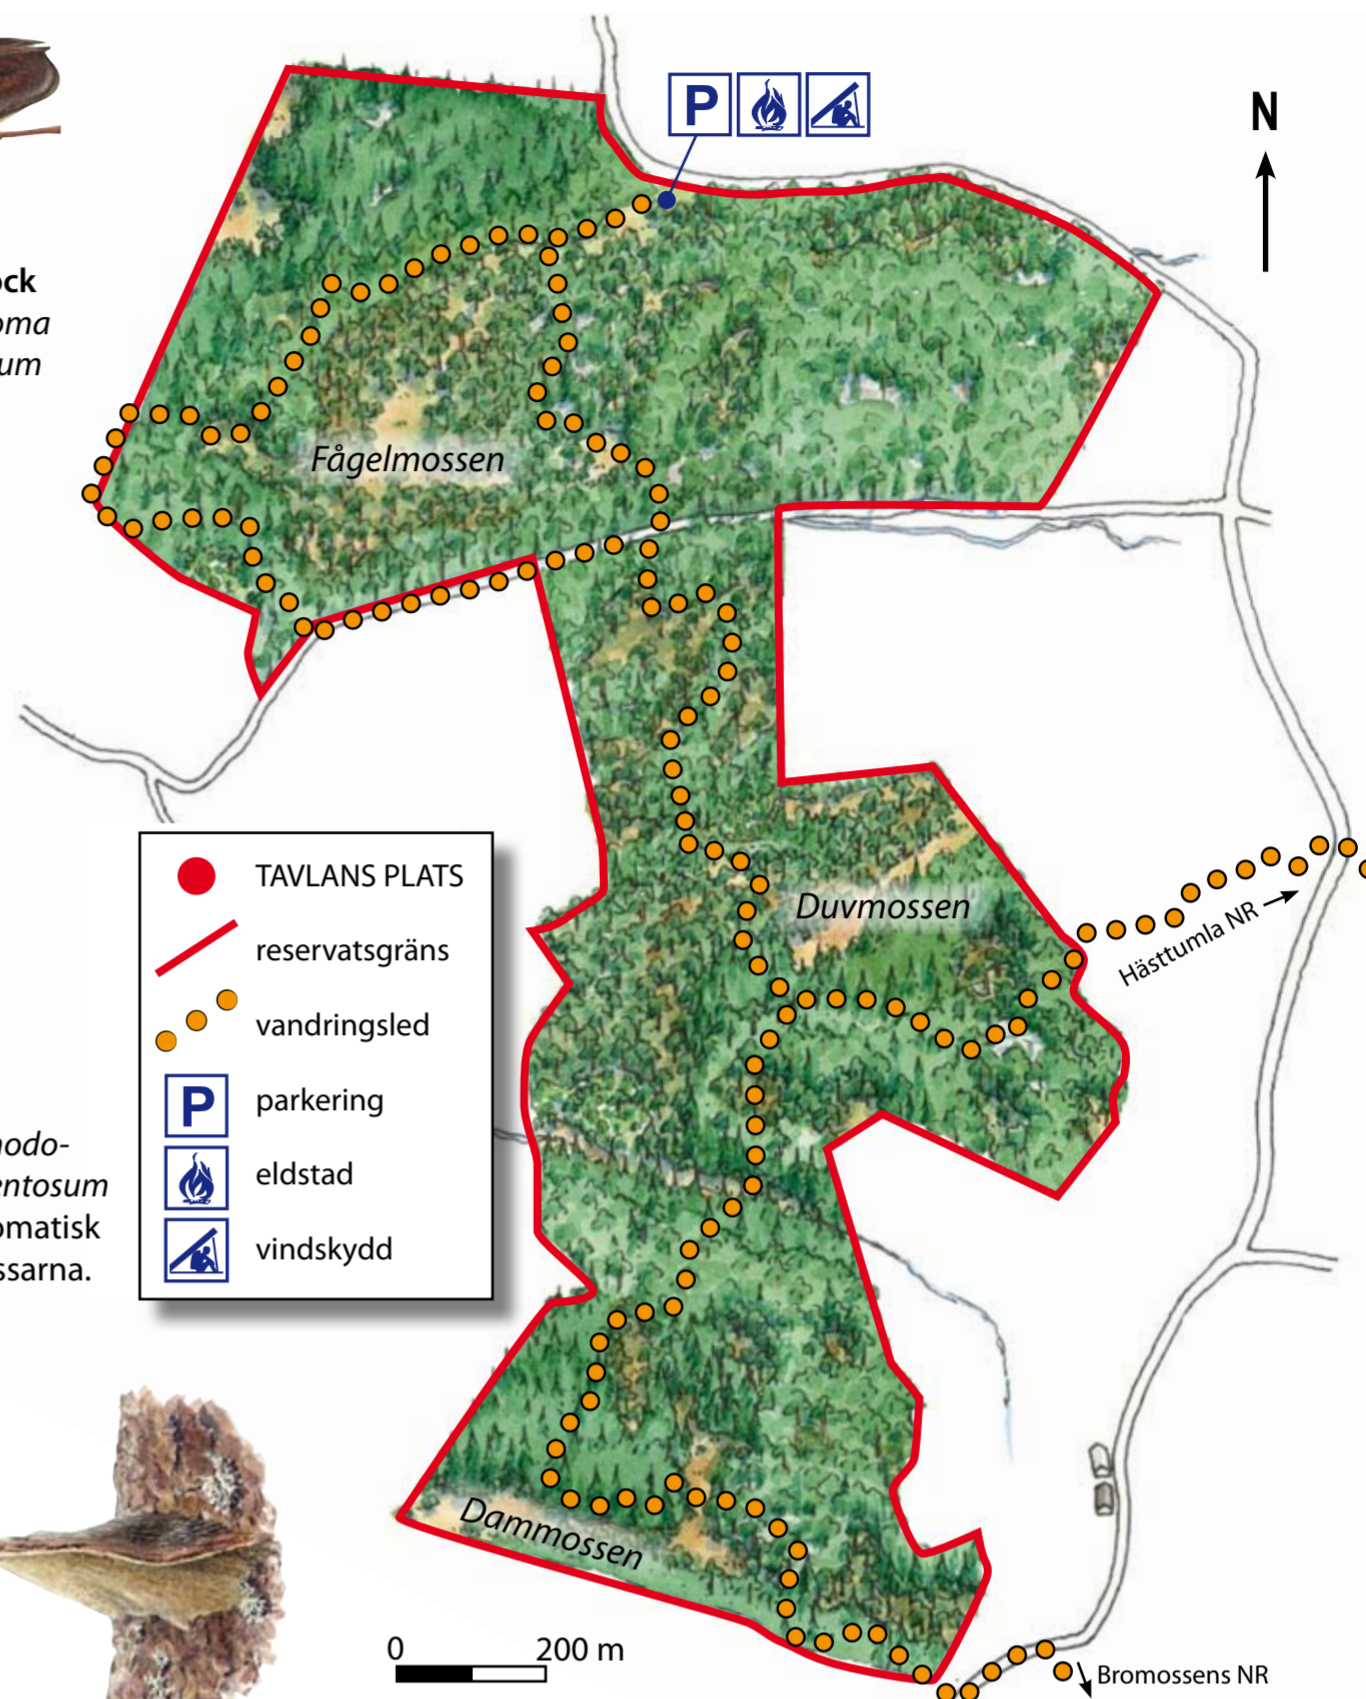 P
N
ock
oma
um
Fågelmossen
TAVLANS PLATS
reservatsgräns
vandringsled
P parkering
eldstad
vindskydd
Duvmossen
Hästtumla NR
nodo-
entosum
omatisk
ssarna.
Dammossen
0 200 m
Bromossens NR